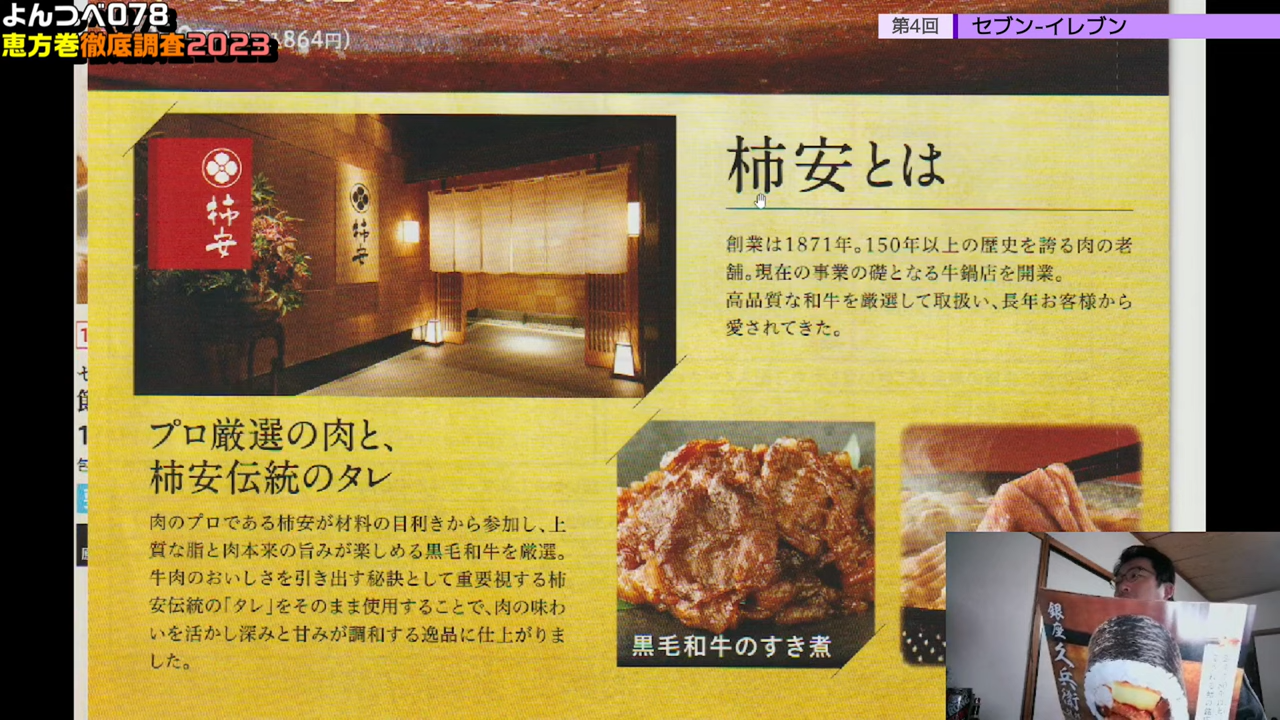 よんつべ078
恵方巻徹底調査2023
864円)
第4回
セブン-イレブン
柿安
柿安
柿安とは
創業は1871年。150年以上の歴史を誇る肉の老
舗。現在の事業の礎となる牛鍋店を開業。
高品質な和牛を厳選して取扱い、長年お客様から
愛されてきた。
プロ厳選の肉と、
柿安伝統のタレ
肉のプロである柿安が材料の目利きから参加し、上
質な脂と肉本来の旨みが楽しめる黒毛和牛を厳選。
牛肉のおいしさを引き出す秘訣として重要視する柿
安伝統の「タレ」をそのまま使用することで、肉の味わ
いを活かし深みと甘みが調和する逸品に仕上がりま
した。
黒毛和牛のすき煮
銀座
久兵衛